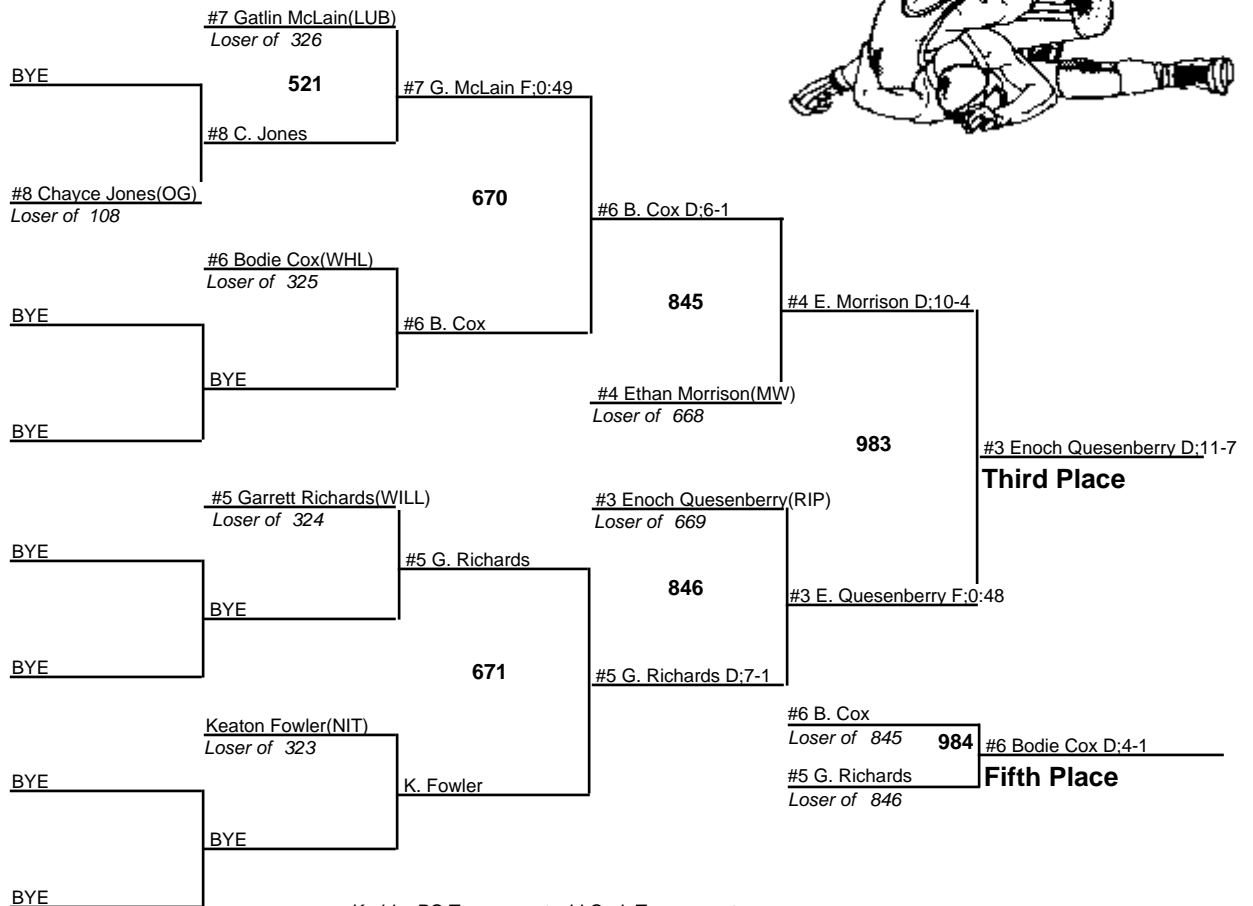 #7 Gatlin McLain(LUB)
Loser of 326
BYE
521
#7 G. McLain F;0:49
#8 C. Jones
#8 Chayce Jones(OG)
Loser of 108
670
#6 B. Cox D;6-1
#6 Bodie Cox(WHL)
Loser of 325
BYE
#6 B. Cox
845
#4 E. Morrison D;10-4
BYE
#4 Ethan Morrison(MW)
Loser of 668
BYE
983
#3 Enoch Quesenberry D;11-7
Third Place
#5 Garrett Richards(WILL)
Loser of 324
#3 Enoch Quesenberry(RIP)
Loser of 669
BYE
#5 G. Richards
846
#3 E. Quesenberry F;0:48
BYE
BYE
671
#5 G. Richards D;7-1
Keaton Fowler(NIT)
Loser of 323
#6 B. Cox
Loser of 845
984
#6 Bodie Cox D;4-1
Fifth Place
BYE
K. Fowler
#5 G. Richards
Loser of 846
BYE
BYE